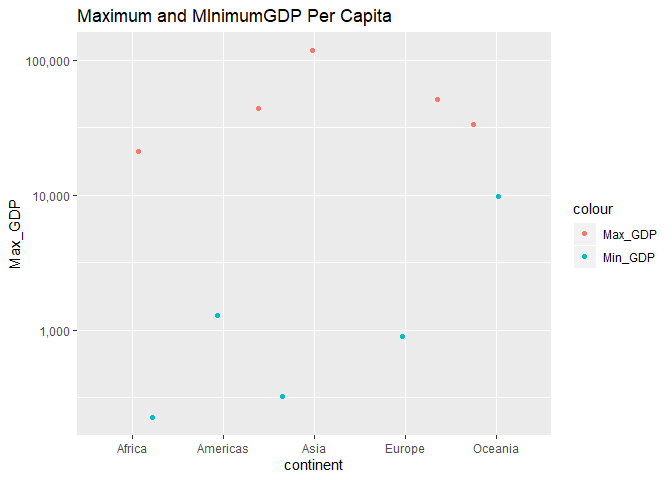 Maximum and MInimumGDP Per Capita
100,000
10,000
1,000
Max_GDP
Africa Americas Asia Europe Oceania
continent
colour
Max_GDP
Min_GDP